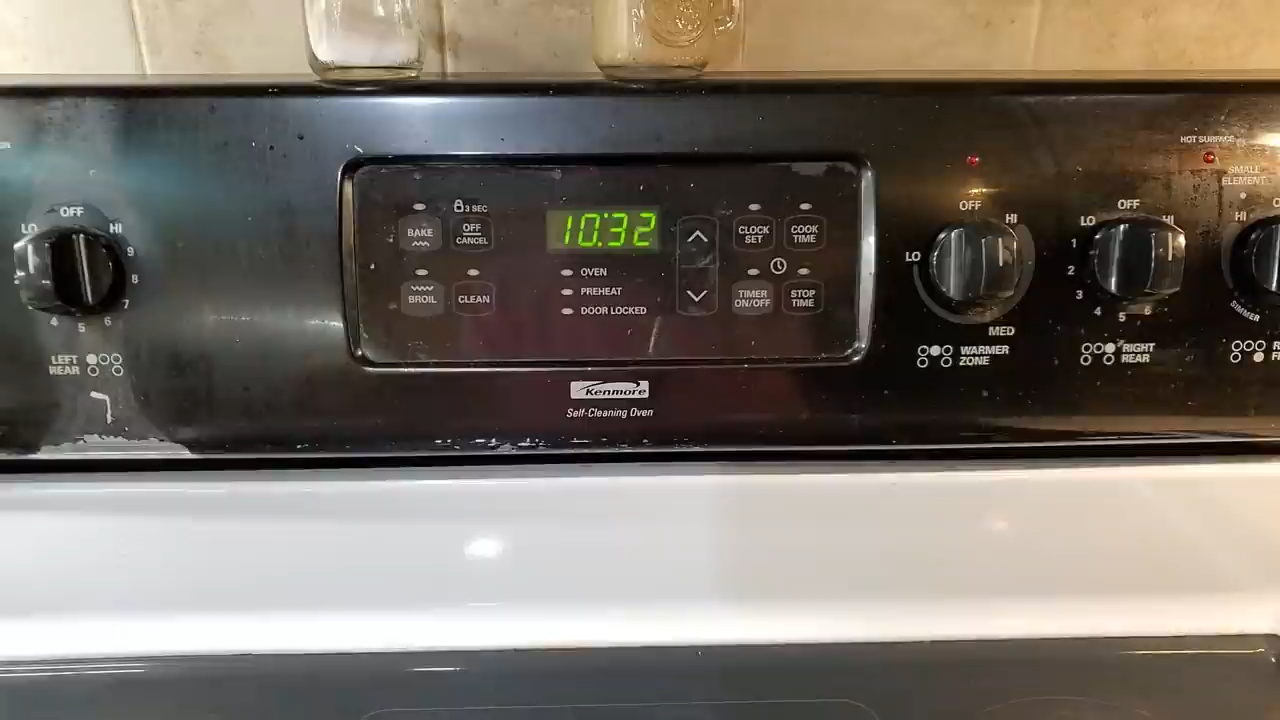 OFF
LO
HI
9
8
7
6
5
4
LEFT
REAR
BAKE
3 SEC
OFF
CANCEL
BROIL
CLEAN
10:32
OVEN
PREHEAT
DOOR LOCKED
CLOCK
SET
COOK
TIME
TIMER
ON/OFF
STOP
TIME
Kenmore
Self-Cleaning Oven
OFF
HI
LO
MED
WARMER
ZONE
OFF
LO
HI
1
2
3
4
5
6
RIGHT
REAR
HOT SURFACE
SMALL
ELEMENT
HI
SIMMER